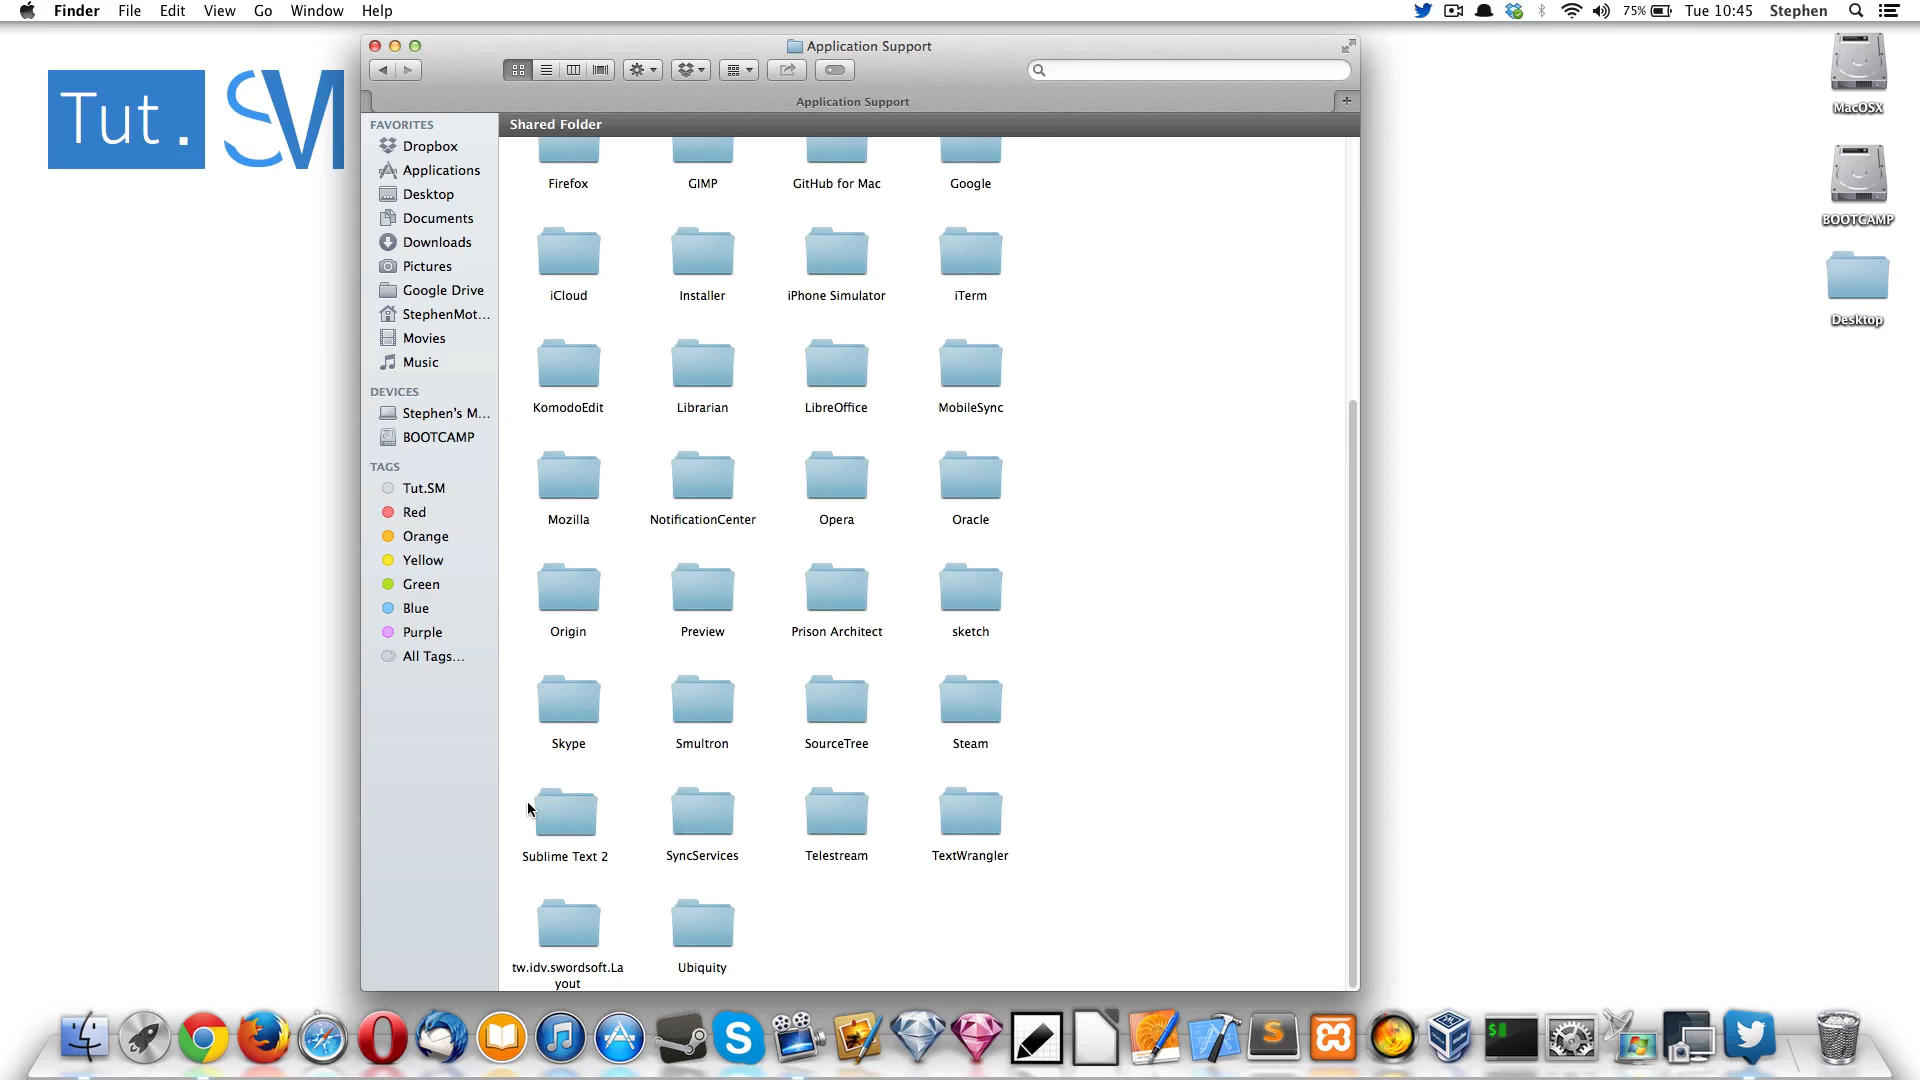 Finder File Edit View Go Window Help 75% Tue 10:45 Stephen
Application Support
Application Support
Tut.SM
FAVORITES
Dropbox
Applications
Desktop
Documents
Downloads
Pictures
Google Drive
StephenMot...
Movies
Music
DEVICES
Stephen's M...
BOOTCAMP
TAGS
Tut.SM
Red
Orange
Yellow
Green
Blue
Purple
All Tags...
Shared Folder
Firefox GIMP GitHub for Mac Google
iCloud Installer iPhone Simulator iTerm
KomodoEdit Librarian LibreOffice MobileSync
Mozilla NotificationCenter Opera Oracle
Origin Preview Prison Architect sketch
Skype Smultron SourceTree Steam
Sublime Text 2 SyncServices Telestream TextWrangler
tw.idv.swordsoft.La
yout
Ubiquity
MacOSX
BOOTCAMP
Desktop